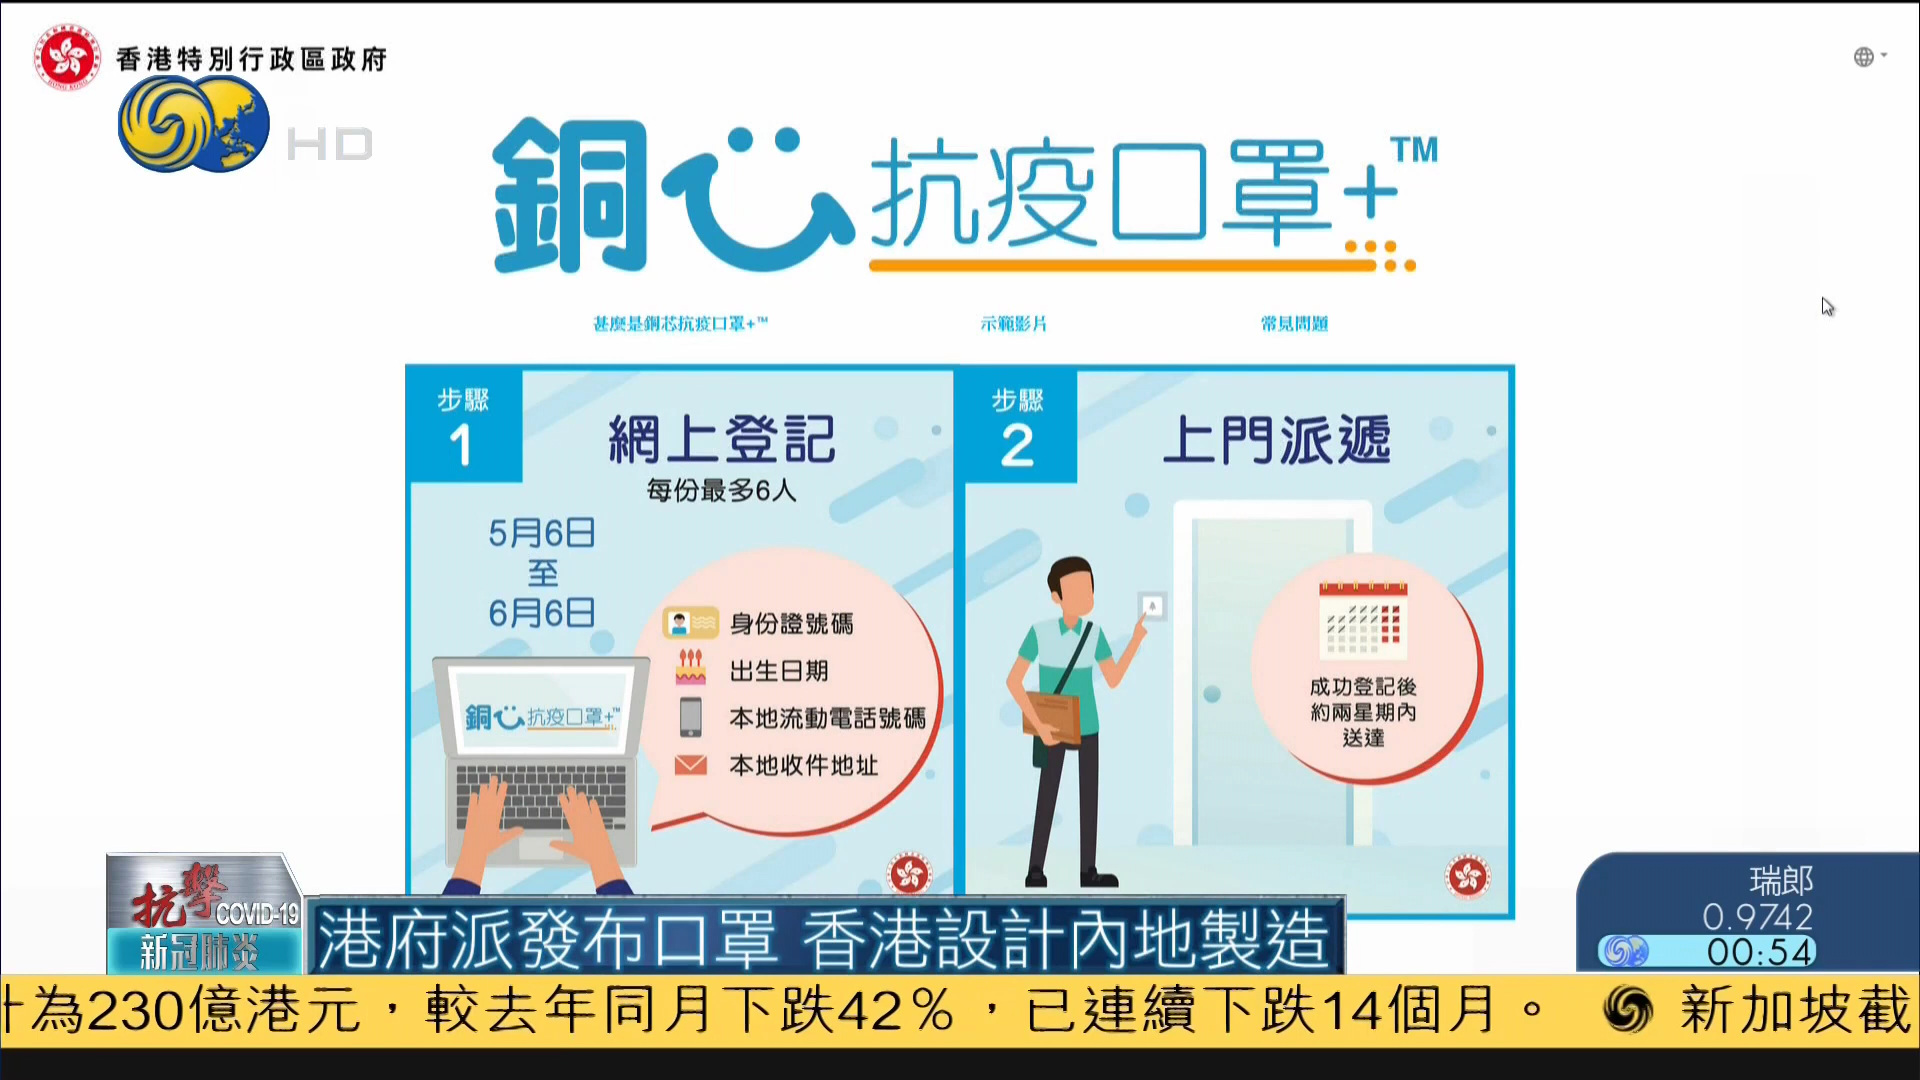 香港特別行政區政府
HD
銅芯抗疫口罩+™
甚麼是銅芯抗疫口罩+™
示範影片
常見問題
步驟
1
網上登記
每份最多6人
5月6日
至
6月6日
身份證號碼
出生日期
本地流動電話號碼
本地收件地址
銅芯抗疫口罩+™
步驟
2
上門派遞
成功登記後
約兩星期內
送達
抗擊
COVID-19
新冠肺炎
港府派發布口罩 香港設計內地製造
瑞郎
0.9742
00:54
計為230億港元，較去年同月下跌42%，已連續下跌14個月。 新加坡截